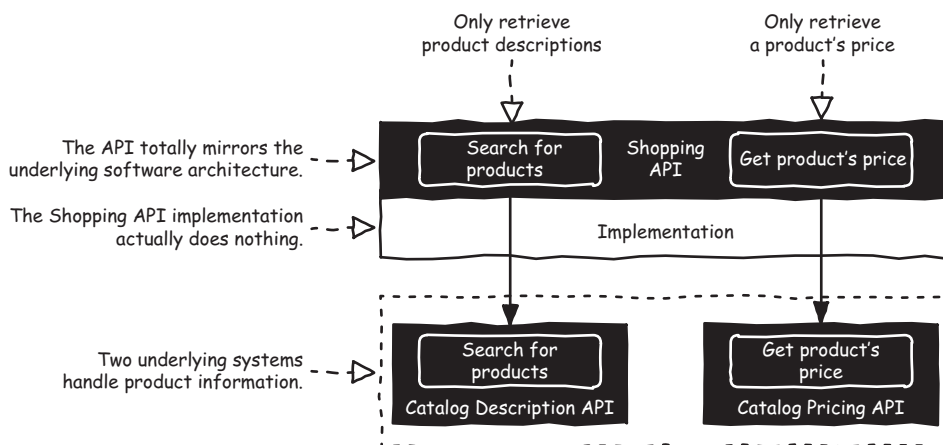 Only retrieve
product descriptions
Only retrieve
a product's price
The API totally mirrors the
underlying software architecture.
Search for
products
Shopping
API
Get product's price
The Shopping API implementation
actually does nothing.
Implementation
Two underlying systems
handle product information.
Search for
products
Catalog Description API
Get product's
price
Catalog Pricing API